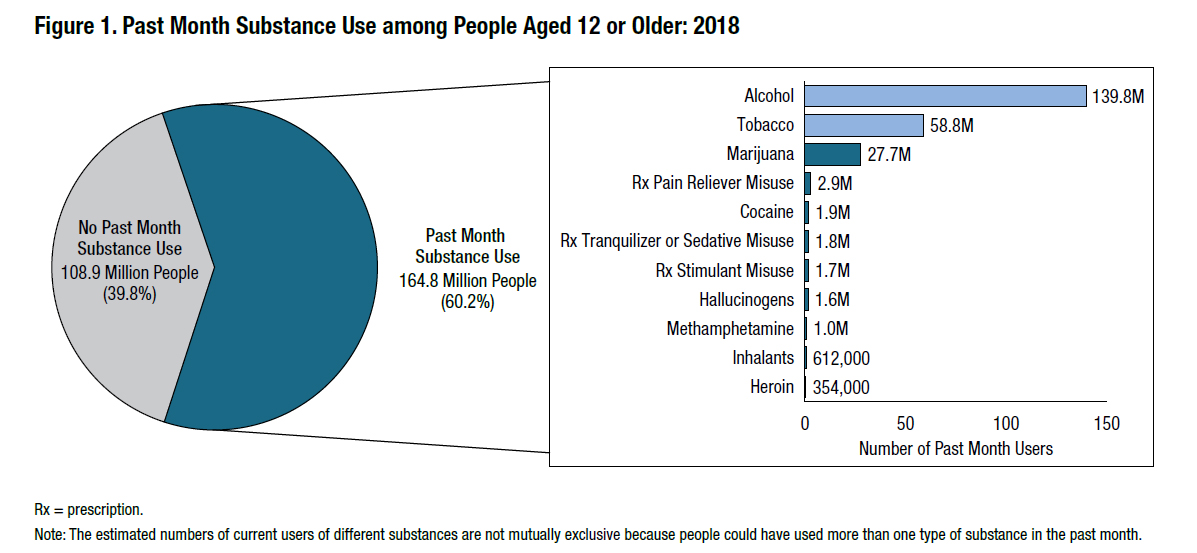 Figure 1. Past Month Substance Use among People Aged 12 or Older: 2018
No Past Month
Substance Use
108.9 Million People
(39.8%)
Past Month
Substance Use
164.8 Million People
(60.2%)
Alcohol 139.8M
Tobacco 58.8M
Marijuana 27.7M
Rx Pain Reliever Misuse 2.9M
Cocaine 1.9M
Rx Tranquilizer or Sedative Misuse 1.8M
Rx Stimulant Misuse 1.7M
Hallucinogens 1.6M
Methamphetamine 1.0M
Inhalants 612,000
Heroin 354,000
0 50 100 150
Number of Past Month Users
Rx = prescription.
Note: The estimated numbers of current users of different substances are not mutually exclusive because people could have used more than one type of substance in the past month.